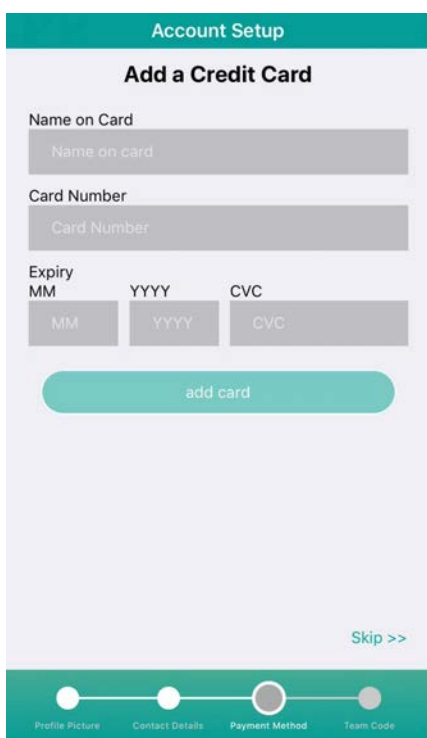 Account Setup
Add a Credit Card
Name on Card
Name on card
Card Number
Card Number
Expiry
MM YYYY CVC
MM YYYY CVC
add card
Skip >>
Profile Picture Contact Details Payment Method Team Code